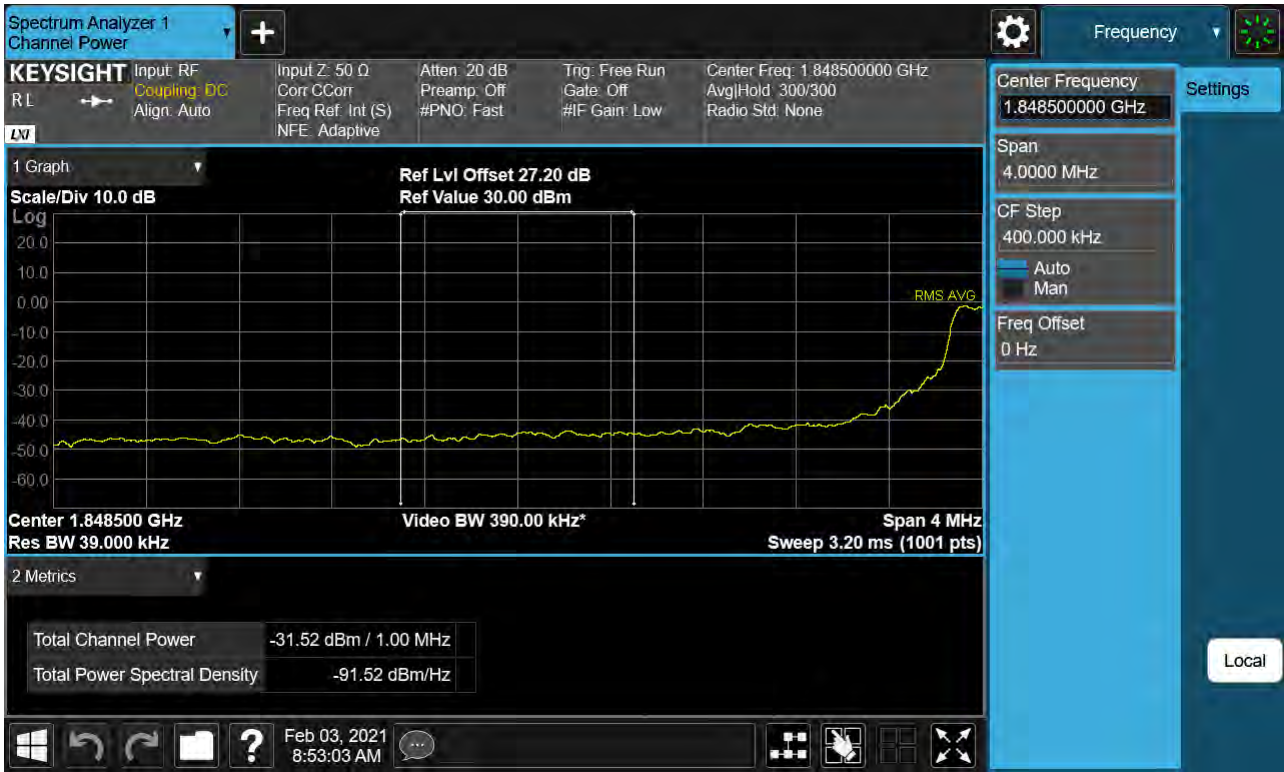 Spectrum Analyzer 1
Channel Power
+
Frequency
KEYSIGHT
R L
LXI
Input: RF
Coupling: DC
Align: Auto
Input Z: 50 Ω
Corr CCorr
Freq Ref: Int (S)
NFE: Adaptive
Atten: 20 dB
Preamp: Off
#PNO: Fast
Trig: Free Run
Gate: Off
#IF Gain: Low
Center Freq: 1.848500000 GHz
Avg|Hold: 300/300
Radio Std: None
Center Frequency
1.848500000 GHz
Settings
Span
4.0000 MHz
CF Step
400.000 kHz
Auto
Man
Freq Offset
0 Hz
1 Graph
Ref Lvl Offset 27.20 dB
Scale/Div 10.0 dB
Ref Value 30.00 dBm
Log
20.0
10.0
0.00
-10.0
-20.0
-30.0
-40.0
-50.0
-60.0
RMS AVG
Center 1.848500 GHz
Video BW 390.00 kHz*
Span 4 MHz
Res BW 39.000 kHz
Sweep 3.20 ms (1001 pts)
2 Metrics
Total Channel Power -31.52 dBm / 1.00 MHz
Total Power Spectral Density -91.52 dBm/Hz
Local
?
Feb 03, 2021
8:53:03 AM